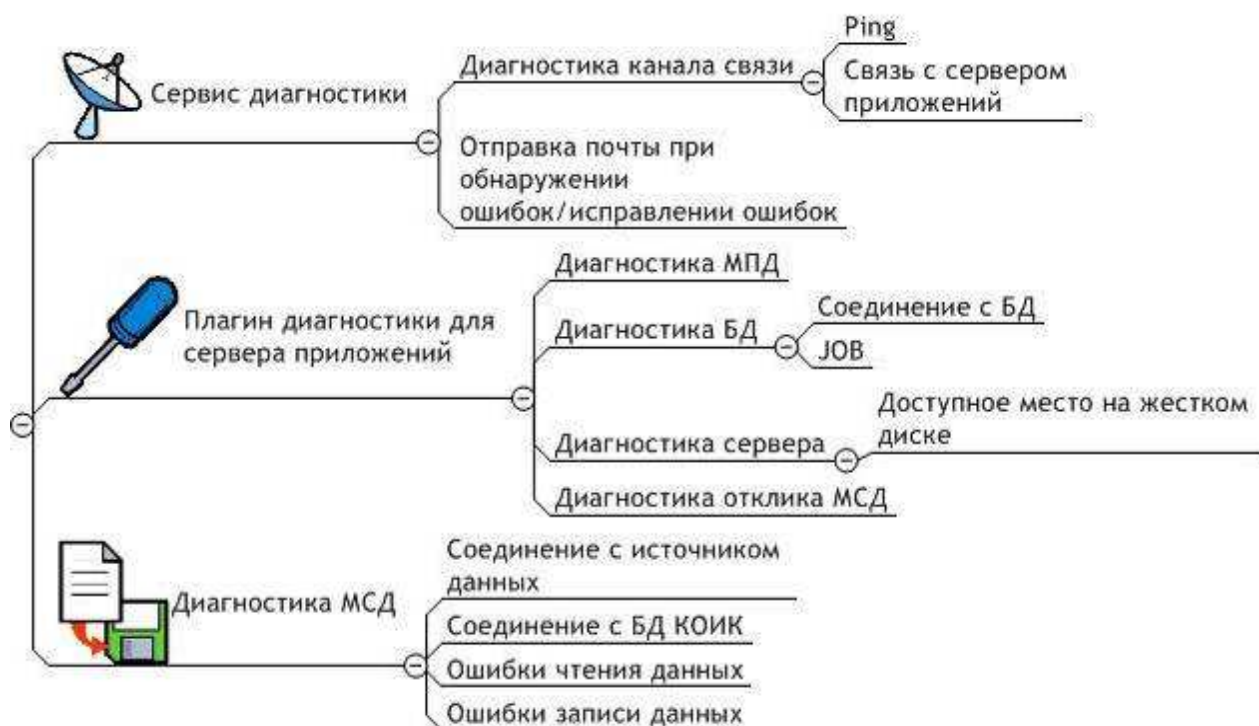 Сервис диагностики
Диагностика канала связи
Ping
Связь с сервером
приложений
Отправка почты при
обнаружении
ошибок/исправлении ошибок
Плагин диагностики для
сервера приложений
Диагностика МПД
Диагностика БД
Соединение с БД
JOB
Диагностика сервера
Доступное место на жестком
диске
Диагностика отклика МСД
Диагностика МСД
Соединение с источником
данных
Соединение с БД КОИК
Ошибки чтения данных
Ошибки записи данных